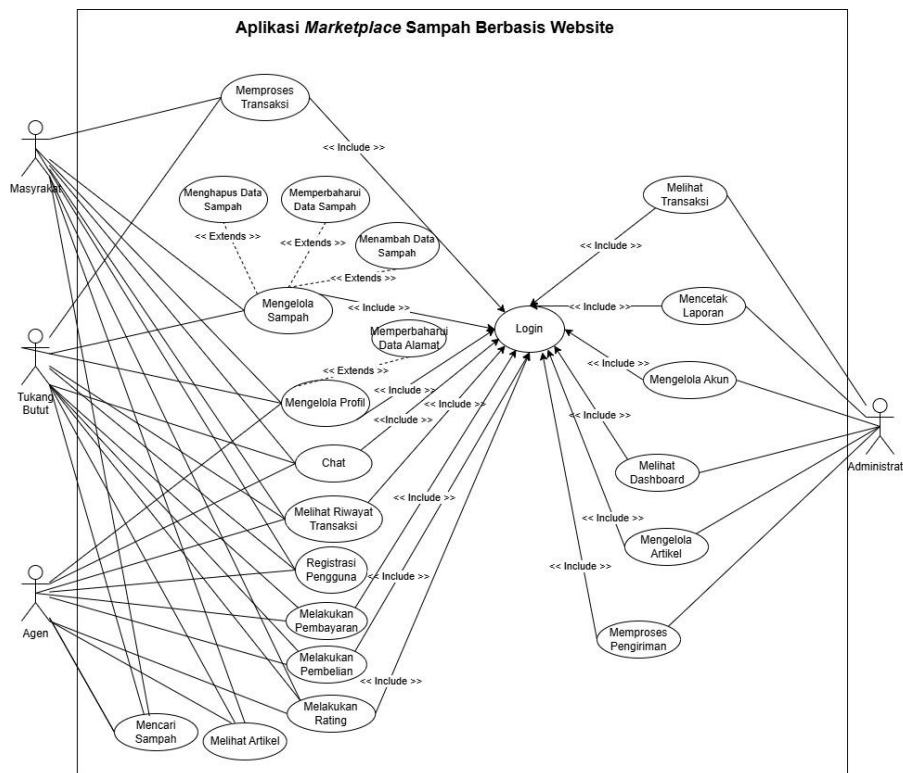 Aplikasi Marketplace Sampah Berbasis Website
Memproses
Transaksi
Masyrakat
<< Include >>
Menghapus Data
Sampah
Memperbaharui
Data Sampah
Melihat
Transaksi
<< Extends >>
<< Extends >>
Menambah Data
Sampah
<< Include >>
<< Extends >>
Mengelola
Sampah
<< Include >>
<< Include >>
Mencetak
Laporan
Login
Memperbaharui
Data Alamat
Tukang
Butut
<< Extends >>
<< Include >>
Mengelola Akun
Mengelola Profil
<< Include >>
<< Include >>
<<Include >>
<< Include >>
Chat
Melihat
Dashboard
Administrat
<< Include >>
Melihat Riwayat
Transaksi
<< Include >>
Mengelola
Artikel
Registrasi
Pengguna
<< Include >>
<< Include >>
Agen
Melakukan
Pembayaran
Memproses
Pengiriman
Melakukan
Pembelian
<< Include >>
Melakukan
Rating
Mencari
Sampah
Melihat Artikel